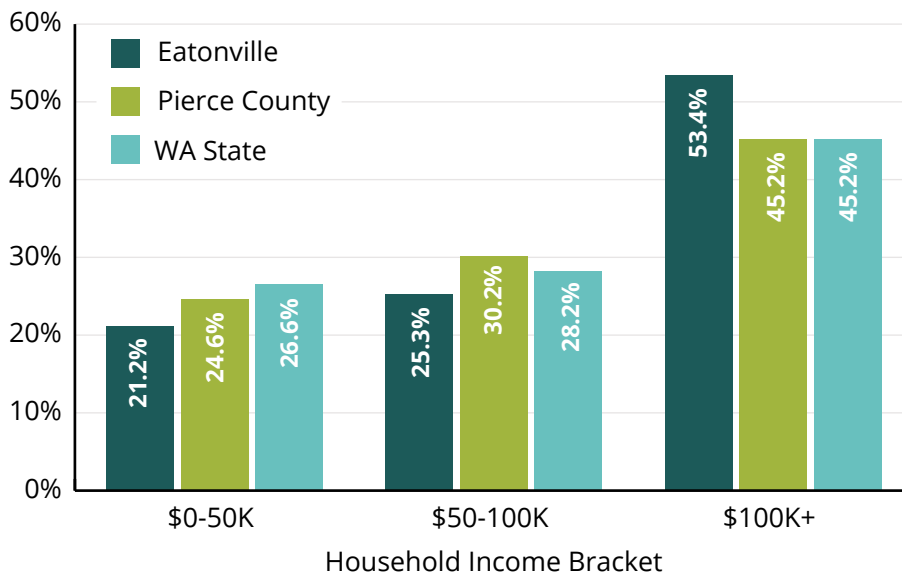 60%
50%
40%
30%
20%
10%
0%
Eatonville
Pierce County
WA State
21.2%
24.6%
26.6%
25.3%
30.2%
28.2%
53.4%
45.2%
45.2%
$0-50K
$50-100K
$100K+
Household Income Bracket